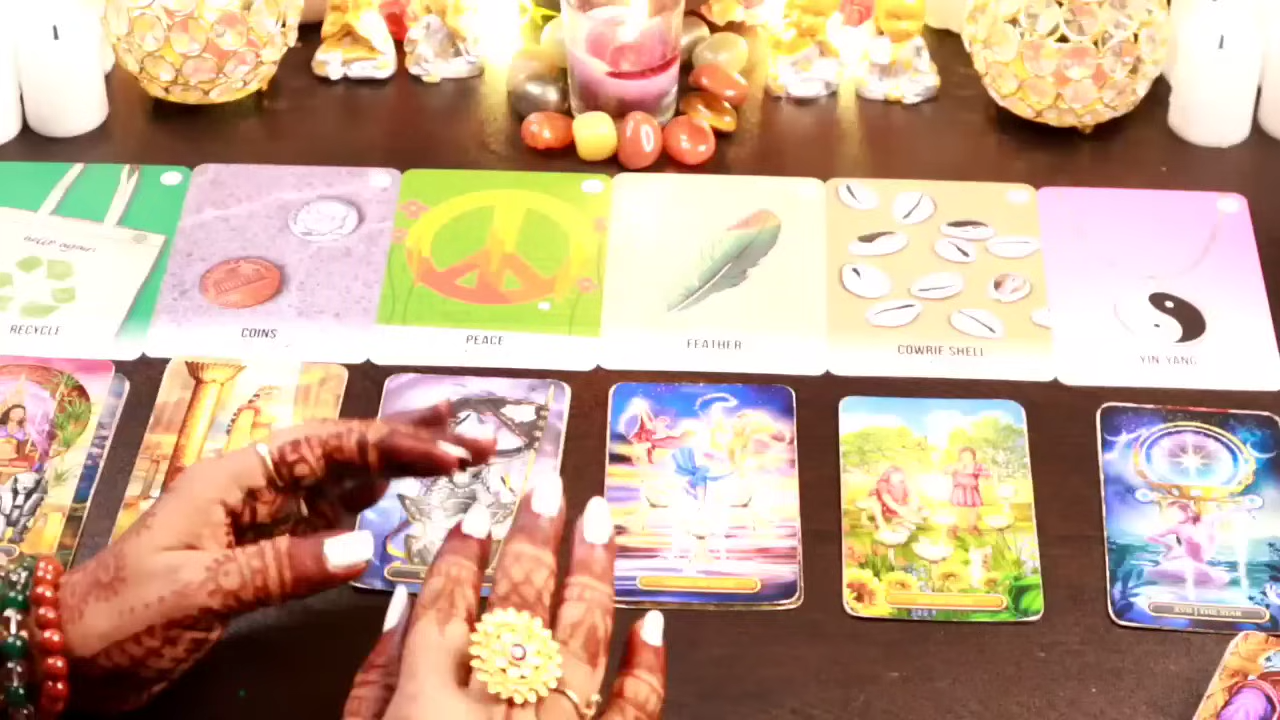 RECYCLE
COINS
PEACE
FEATHER
COWRIE SHELL
YIN YANG
XVII THE STAR